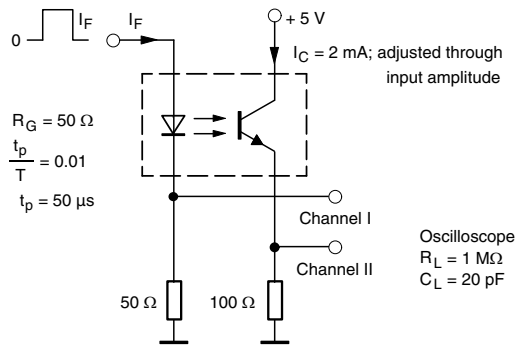 0
I_F
I_F
+ 5 V
I_C = 2 mA; adjusted through
input amplitude
R_G = 50 Ω
t_p
T
= 0.01
t_p = 50 μs
Channel I
Channel II
50 Ω
100 Ω
Oscilloscope
R_L = 1 MΩ
C_L = 20 pF